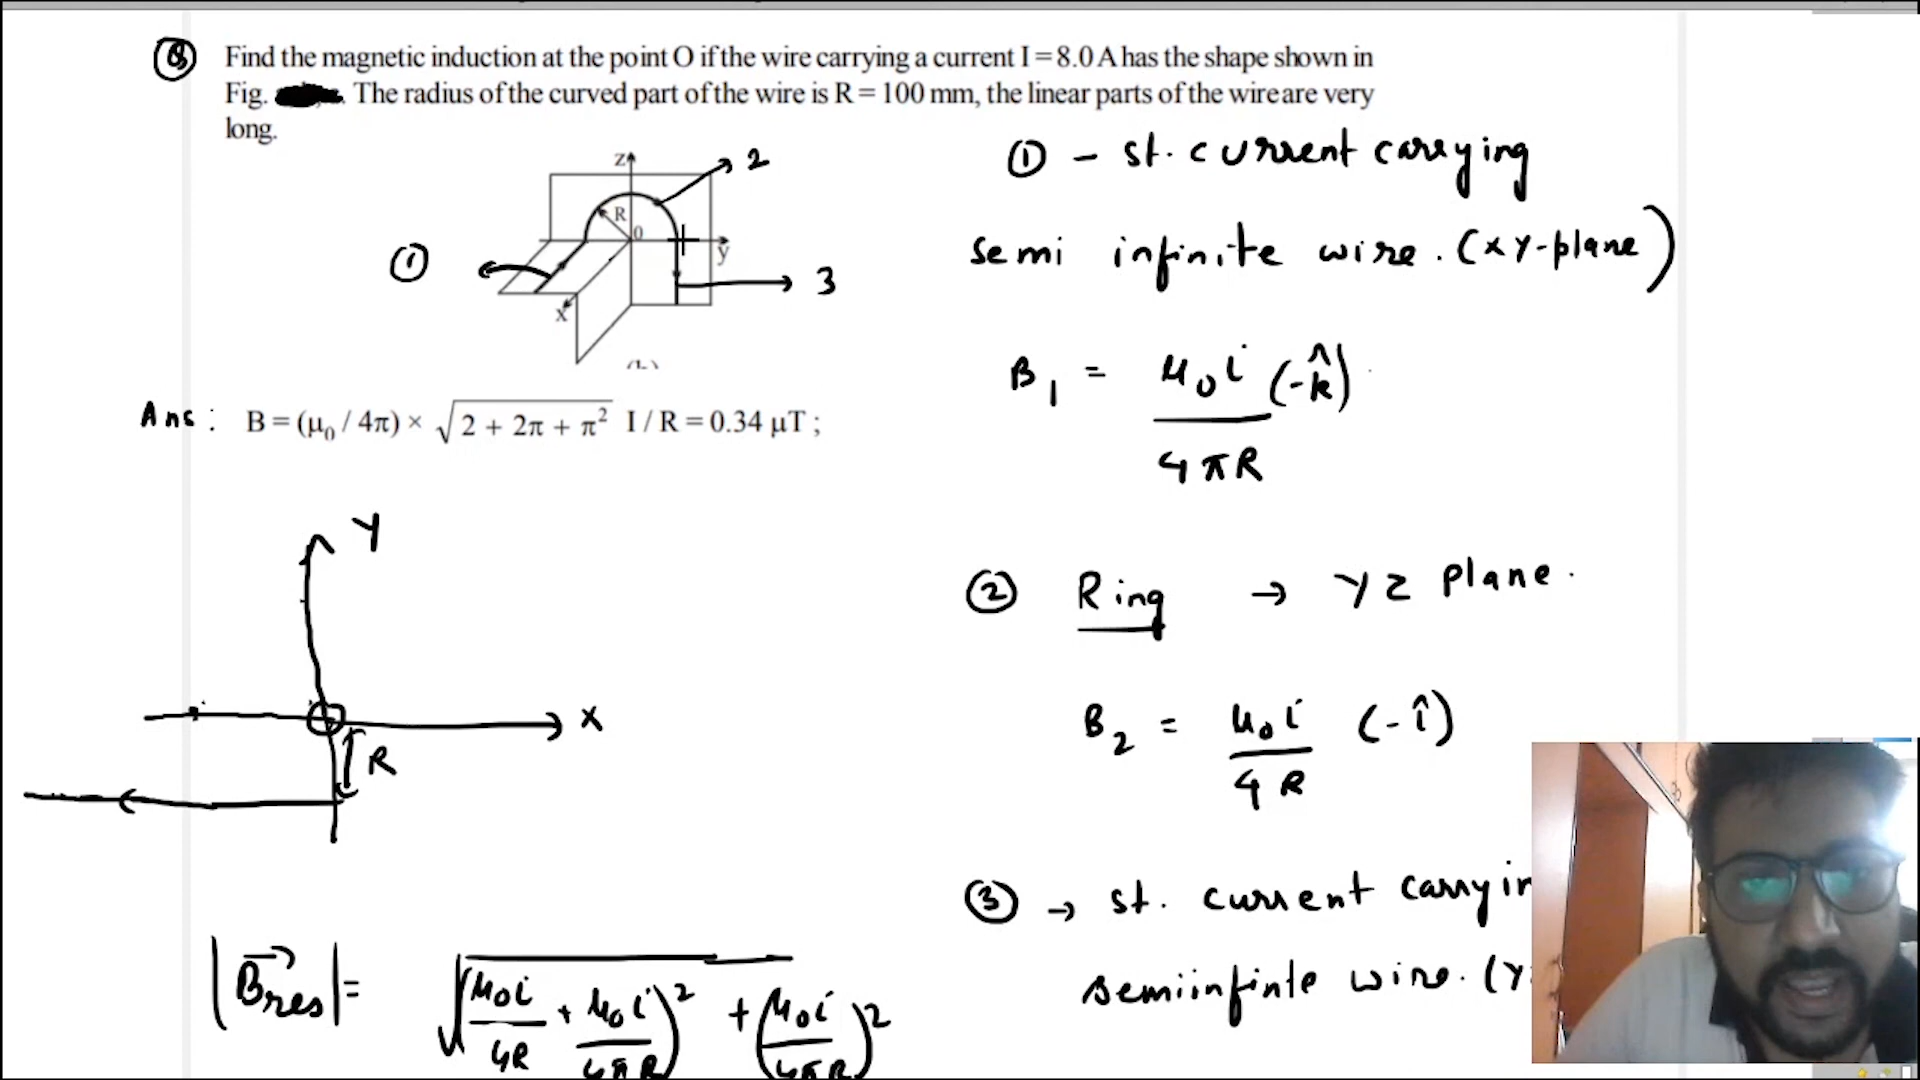 Q Find the magnetic induction at the point O if the wire carrying a current I = 8.0 A has the shape shown in
Fig. The radius of the curved part of the wire is R = 100 mm, the linear parts of the wire are very
long.
z
2
R
0
y
①
3
x
Ans : B = (μ₀ / 4π) × √(2 + 2π + π²) I / R = 0.34 μT ;
Y
X
R
|B⃗res| = √((μ₀i/4R + μ₀i/4πR)² + (μ₀i/4πR)²)
① - st. current carrying
semi infinite wire. (XY-plane)
B₁ = μ₀i/4πR (-k̂)
② Ring → YZ plane.
B₂ = μ₀i/4R (-î)
③ → st. current carryin
semiinfinte wire. (Y